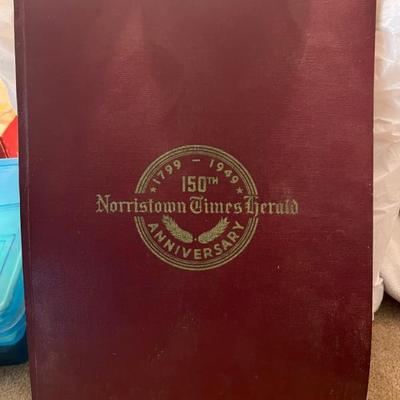 1799 - 1949
150TH
Norristown Times Herald
ANNIVERSARY